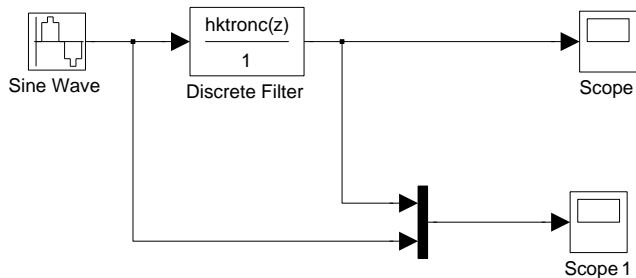 hktronc(z)
1
Sine Wave
Discrete Filter
Scope
Scope 1